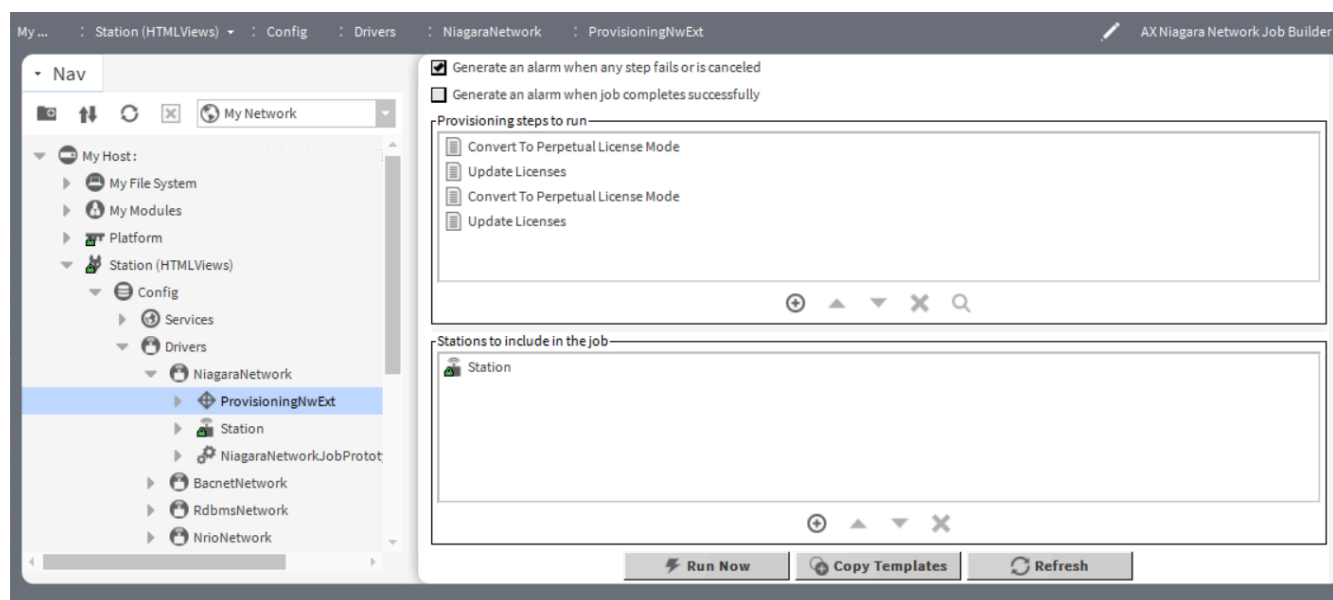 My ... : Station (HTMLViews) : Config : Drivers : NiagaraNetwork : ProvisioningNwExt AX Niagara Network Job Builder
Nav
My Network
My Host :
My File System
My Modules
Platform
Station (HTMLViews)
Config
Services
Drivers
NiagaraNetwork
ProvisioningNwExt
Station
NiagaraNetworkJobProtot
BacnetNetwork
RdbmsNetwork
NrioNetwork
Generate an alarm when any step fails or is canceled
Generate an alarm when job completes successfully
Provisioning steps to run
Convert To Perpetual License Mode
Update Licenses
Convert To Perpetual License Mode
Update Licenses
Stations to include in the job
Station
Run Now Copy Templates Refresh